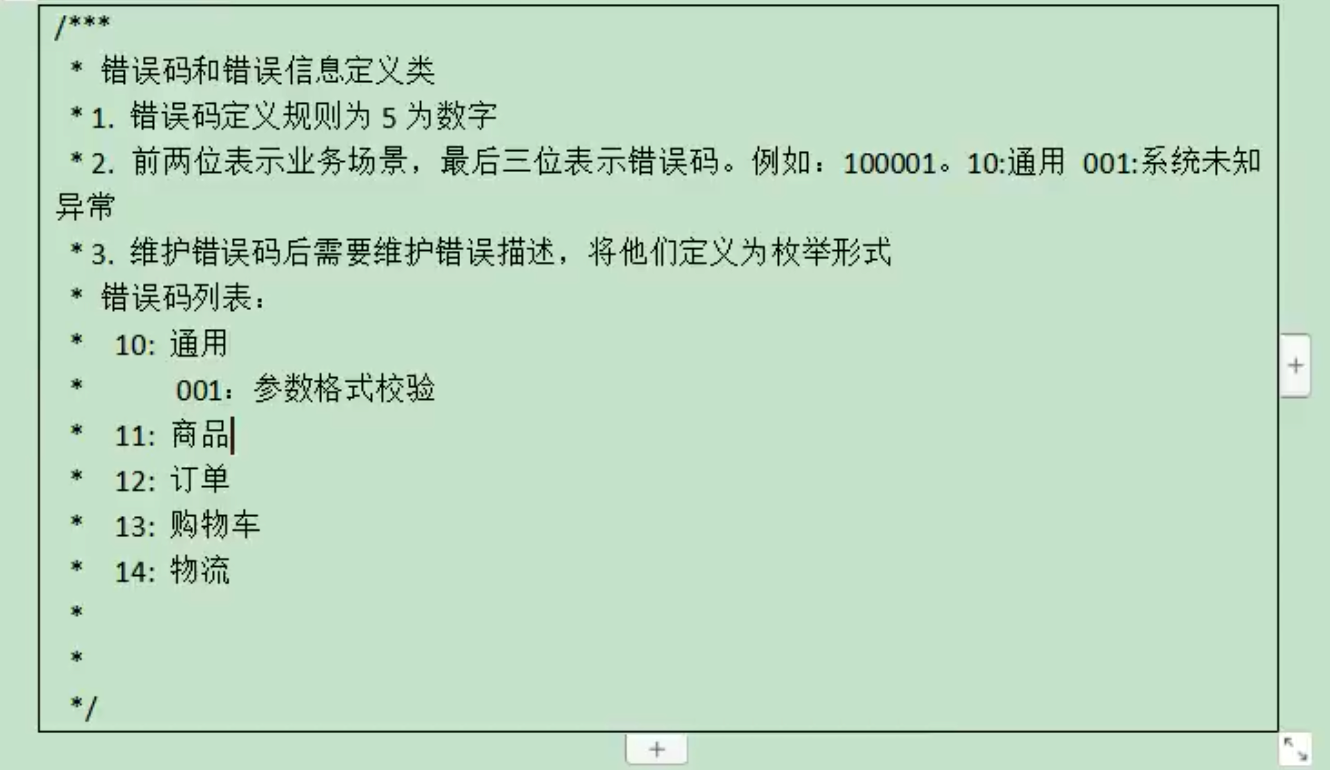 /***
* 错误码和错误信息定义类
* 1. 错误码定义规则为 5 为数字
* 2. 前两位表示业务场景，最后三位表示错误码。例如：100001。10:通用 001:系统未知
异常
* 3. 维护错误码后需要维护错误描述，将他们定义为枚举形式
* 错误码列表：
* 10: 通用
* 001：参数格式校验
* 11: 商品
* 12: 订单
* 13: 购物车
* 14: 物流
*
*
*/